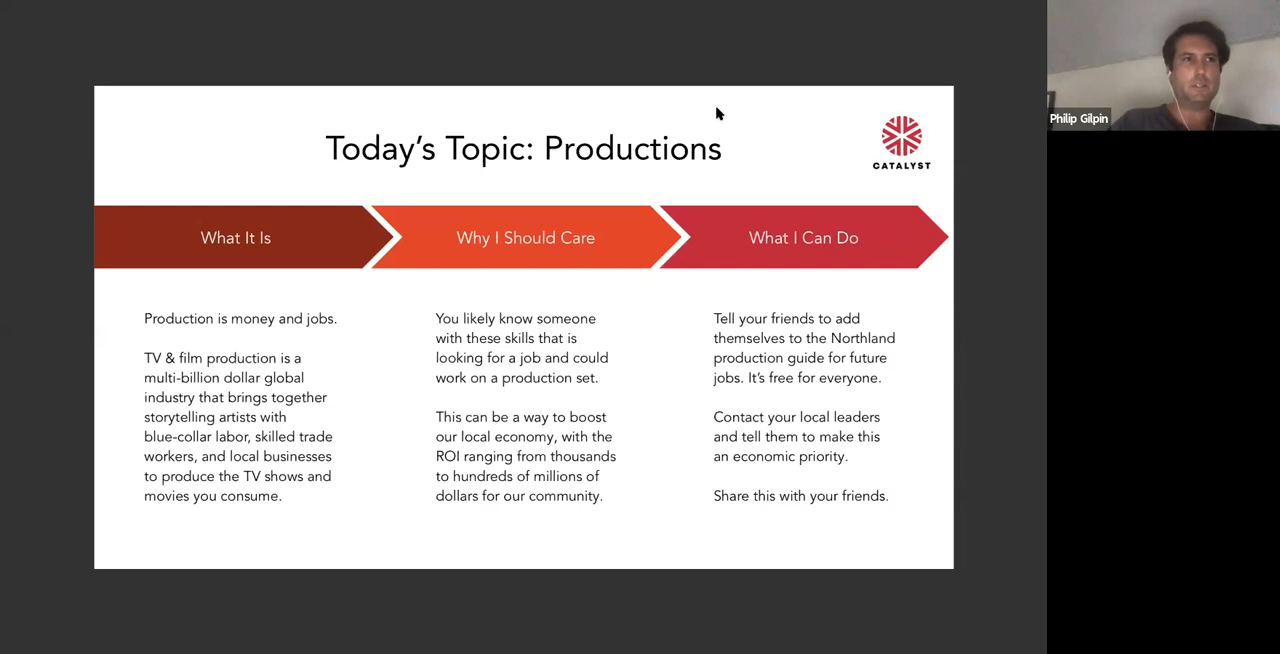 Today's Topic: Productions
CATALYST
What It Is
Why I Should Care
What I Can Do
Production is money and jobs.
TV & film production is a
multi-billion dollar global
industry that brings together
storytelling artists with
blue-collar labor, skilled trade
workers, and local businesses
to produce the TV shows and
movies you consume.
You likely know someone
with these skills that is
looking for a job and could
work on a production set.
This can be a way to boost
our local economy, with the
ROI ranging from thousands
to hundreds of millions of
dollars for our community.
Tell your friends to add
themselves to the Northland
production guide for future
jobs. It's free for everyone.
Contact your local leaders
and tell them to make this
an economic priority.
Share this with your friends.
Philip Gilpin